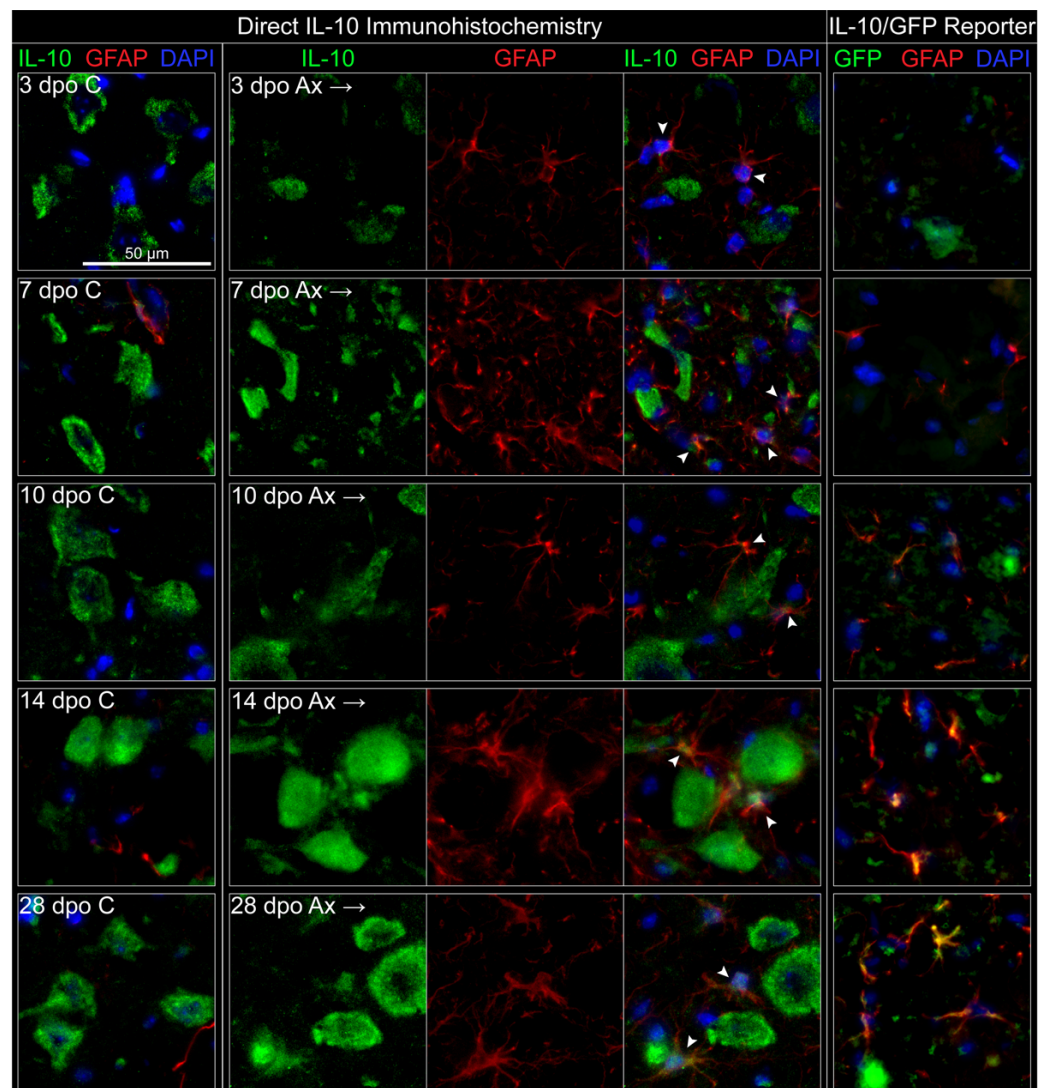 Direct IL-10 Immunohistochemistry
IL-10/GFP Reporter
IL-10 GFAP DAPI
IL-10
GFAP
IL-10 GFAP DAPI
GFP GFAP DAPI
3 dpo C
3 dpo Ax →
50 µm
7 dpo C
7 dpo Ax →
10 dpo C
10 dpo Ax →
14 dpo C
14 dpo Ax →
28 dpo C
28 dpo Ax →